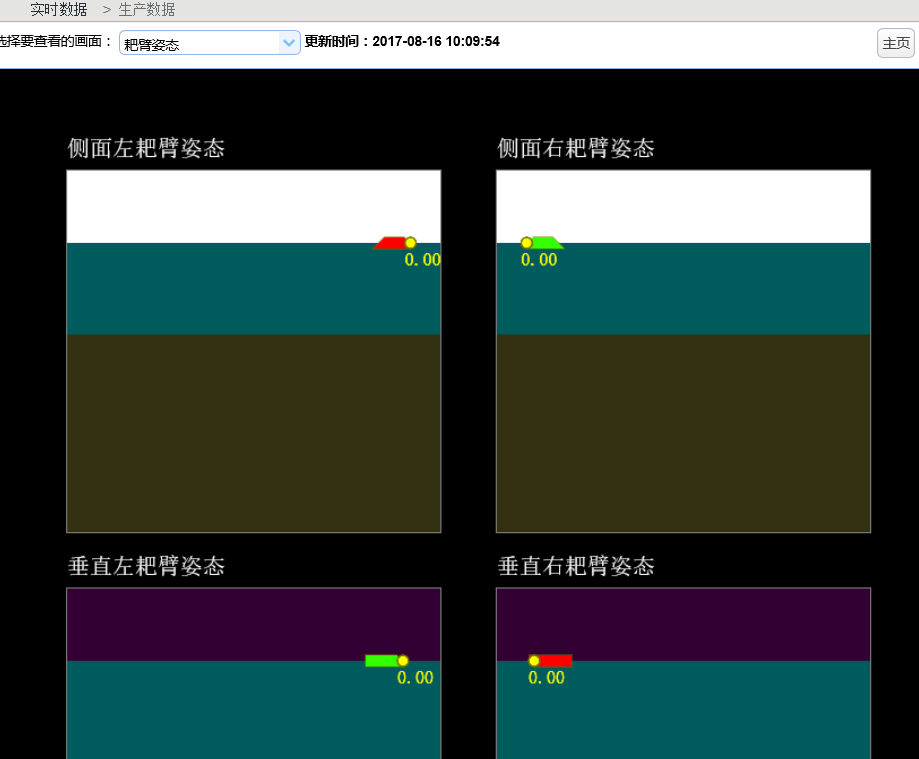 实时数据 > 生产数据
选择要查看的画面： 耙臂姿态 更新时间：2017-08-16 10:09:54 主页
侧面左耙臂姿态 侧面右耙臂姿态
0.00 0.00
垂直左耙臂姿态 垂直右耙臂姿态
0.00 0.00